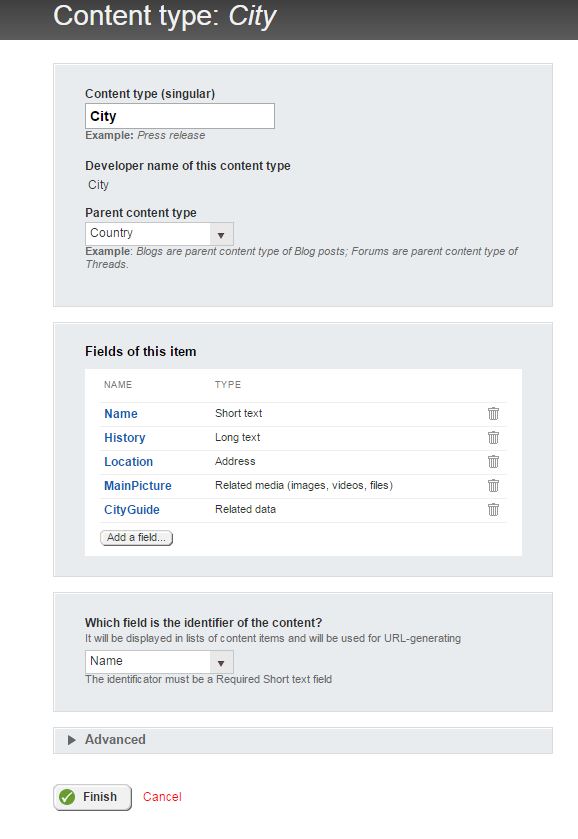 Content type: City
Content type (singular)
City
Example: Press release
Developer name of this content type
City
Parent content type
Country
Example: Blogs are parent content type of Blog posts; Forums are parent content type of
Threads.
Fields of this item
NAME TYPE
Name Short text
History Long text
Location Address
MainPicture Related media (images, videos, files)
CityGuide Related data
Add a field...
Which field is the identifier of the content?
It will be displayed in lists of content items and will be used for URL-generating
Name
The identificator must be a Required Short text field
Advanced
Finish Cancel